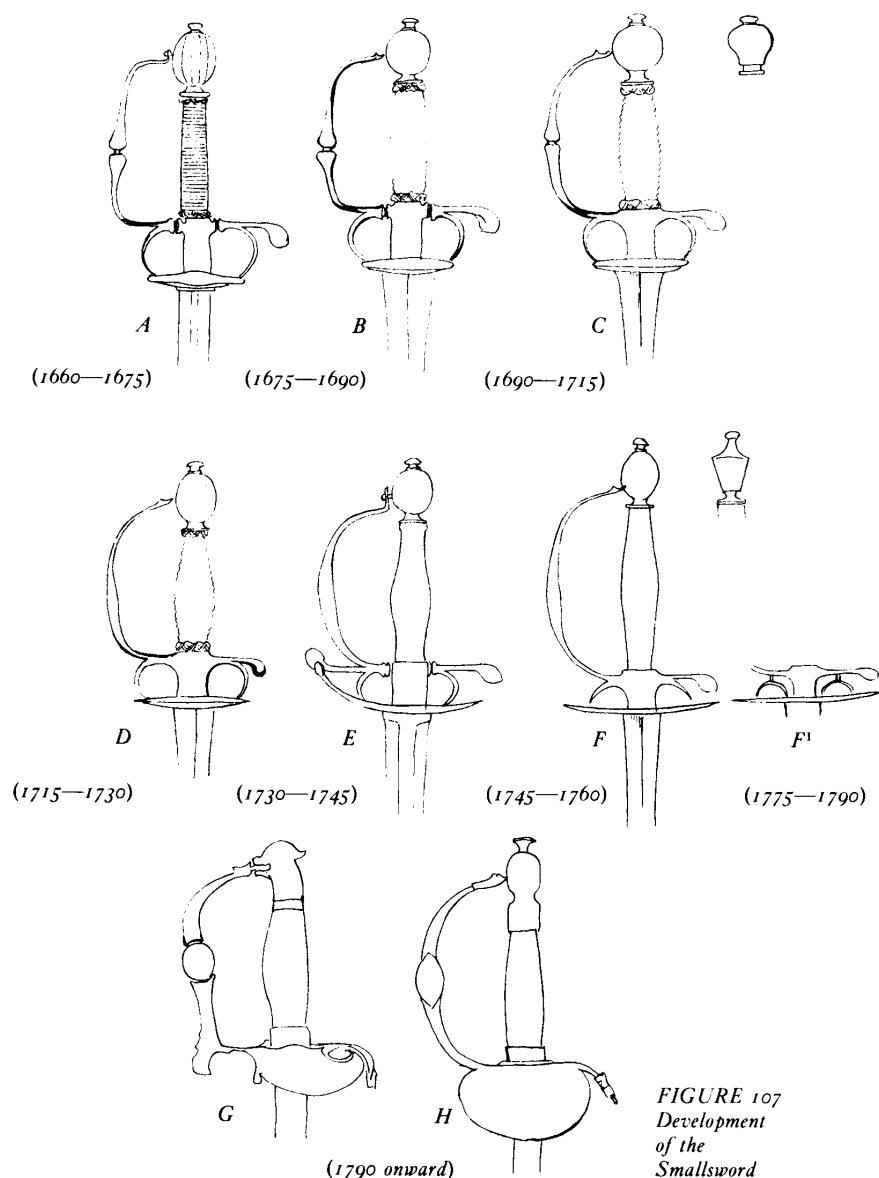 A
B
C
(1660—1675)
(1675—1690)
(1690—1715)
D
E
F
F¹
(1715—1730)
(1730—1745)
(1745—1760)
(1775—1790)
G
H
(1790 onward)
FIGURE 107
Development
of the
Smallsword